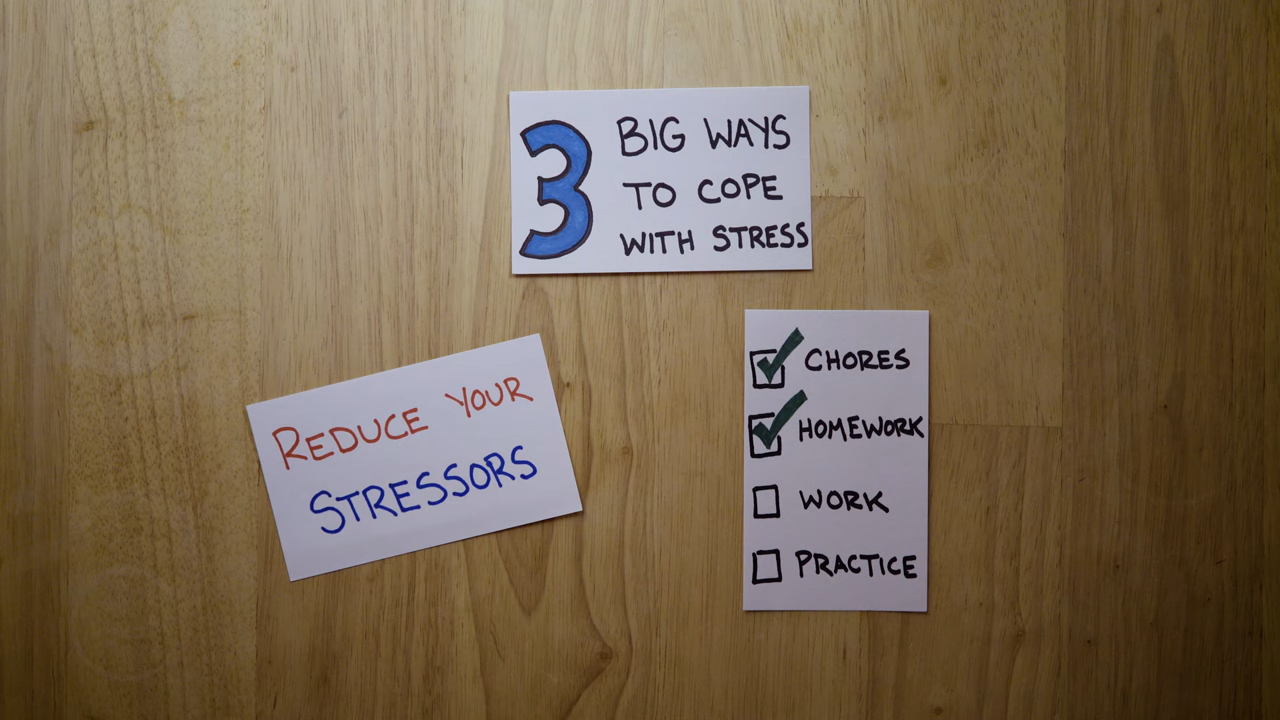 3
BIG WAYS
TO COPE
WITH STRESS
REDUCE YOUR
STRESSORS
CHORES
HOMEWORK
WORK
PRACTICE